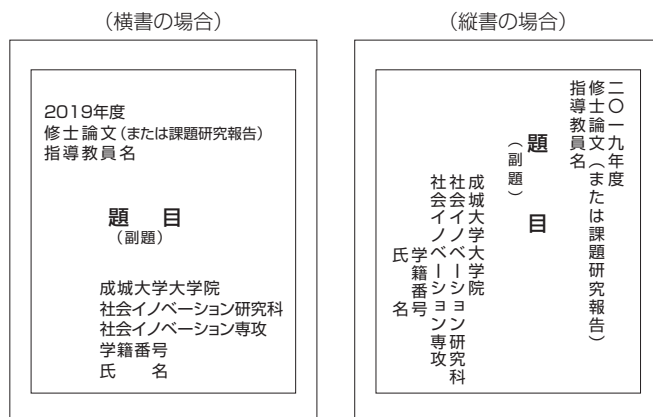 (横書の場合)
2019年度
修士論文(または課題研究報告)
指導教員名
題　目
(副題)
成城大学大学院
社会イノベーション研究科
社会イノベーション専攻
学籍番号
氏　　名
(縦書の場合)
二〇一九年度
修士論文(または課題研究報告)
指導教員名
題　目
(副題)
成城大学大学院
社会イノベーション研究科
社会イノベーション専攻
学籍番号
氏　　名